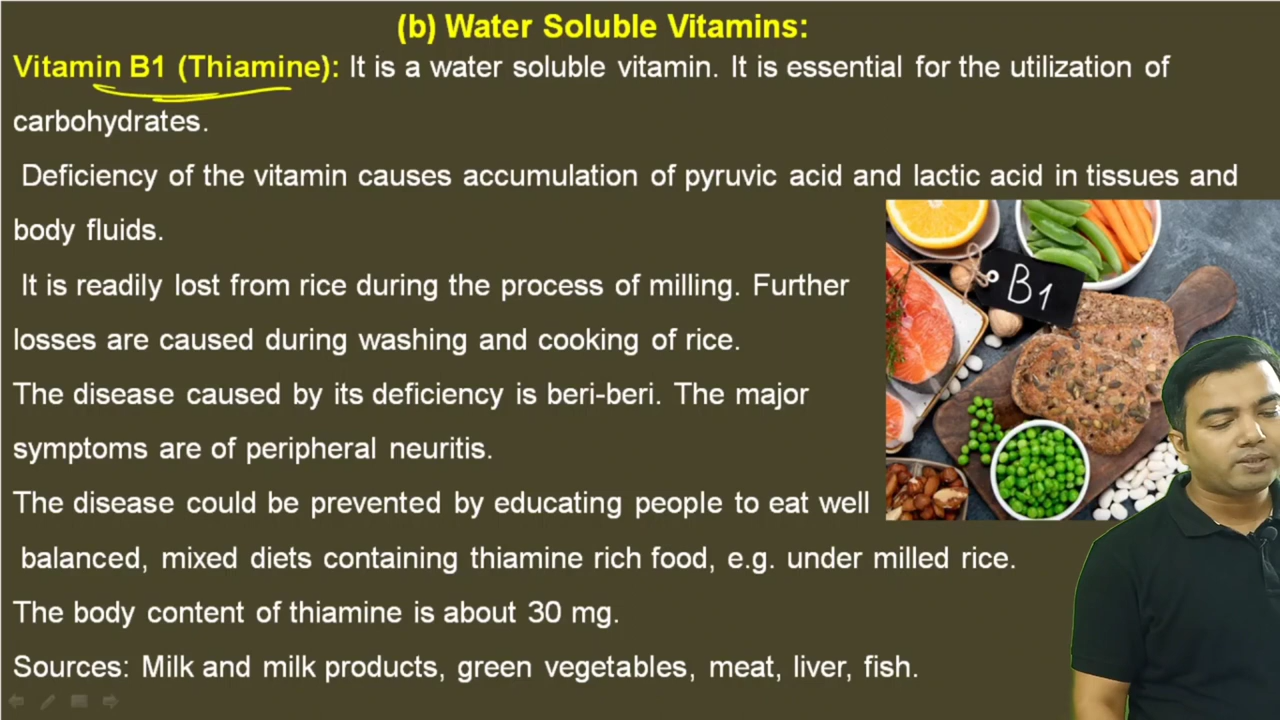 (b) Water Soluble Vitamins:
Vitamin B1 (Thiamine): It is a water soluble vitamin. It is essential for the utilization of
carbohydrates.
Deficiency of the vitamin causes accumulation of pyruvic acid and lactic acid in tissues and
body fluids.
It is readily lost from rice during the process of milling. Further
losses are caused during washing and cooking of rice.
The disease caused by its deficiency is beri-beri. The major
symptoms are of peripheral neuritis.
The disease could be prevented by educating people to eat well
balanced, mixed diets containing thiamine rich food, e.g. under milled rice.
The body content of thiamine is about 30 mg.
Sources: Milk and milk products, green vegetables, meat, liver, fish.
B1